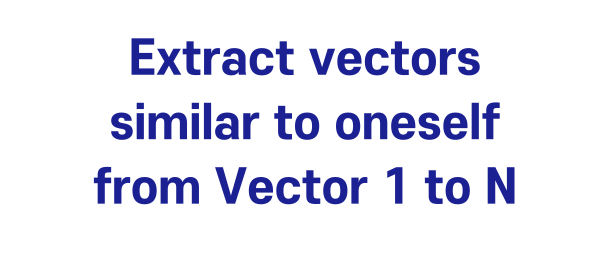 Extract vectors
similar to oneself
from Vector 1 to N